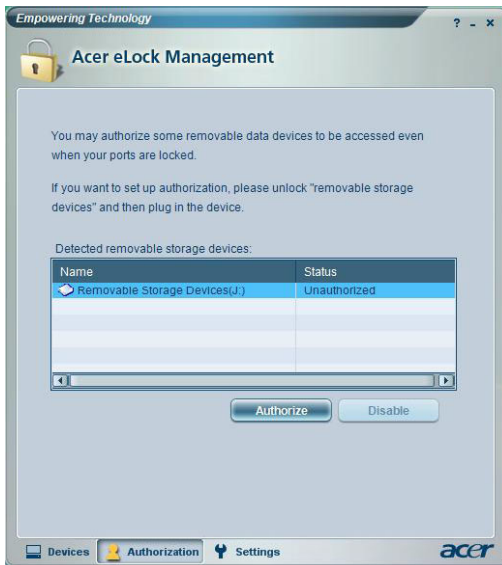 Empowering Technology
? - x
Acer eLock Management
You may authorize some removable data devices to be accessed even
when your ports are locked.
If you want to set up authorization, please unlock "removable storage
devices" and then plug in the device.
Detected removable storage devices:
Name Status
Removable Storage Devices(J:) Unauthorized
Authorize Disable
Devices Authorization Settings acer